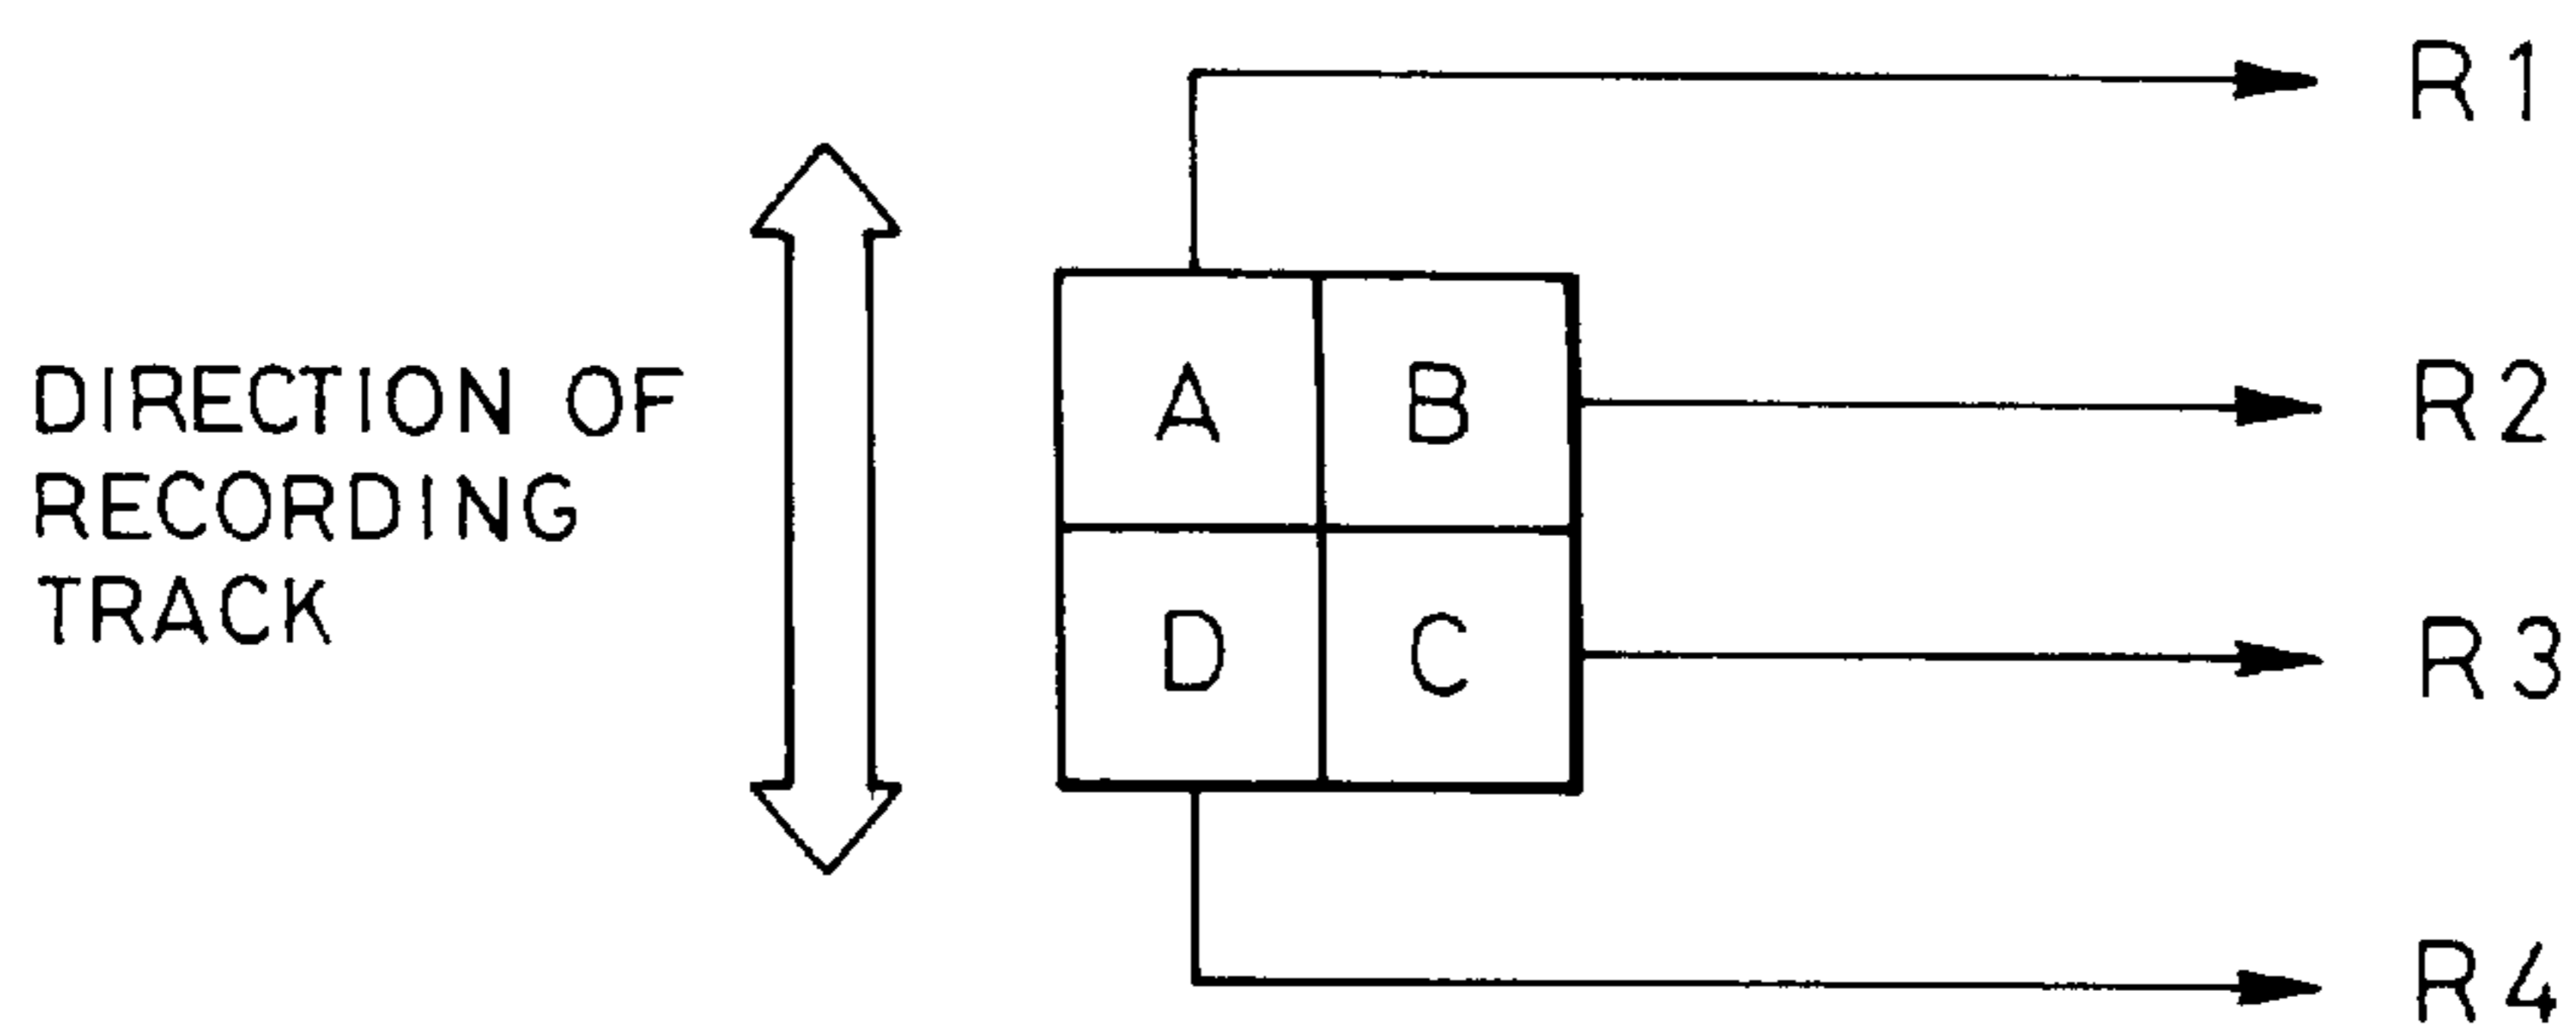 R1
DIRECTION OF
RECORDING
TRACK
A B
D C
R2
R3
R4